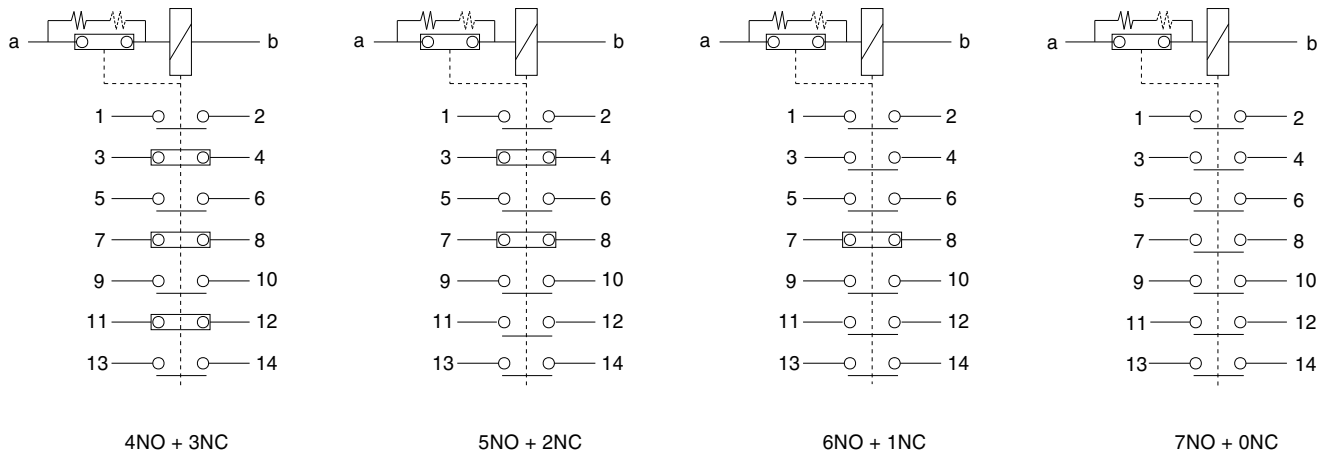 a b a b a b a b
1 2 1 2 1 2 1 2
3 4 3 4 3 4 3 4
5 6 5 6 5 6 5 6
7 8 7 8 7 8 7 8
9 10 9 10 9 10 9 10
11 12 11 12 11 12 11 12
13 14 13 14 13 14 13 14
4NO + 3NC 5NO + 2NC 6NO + 1NC 7NO + 0NC